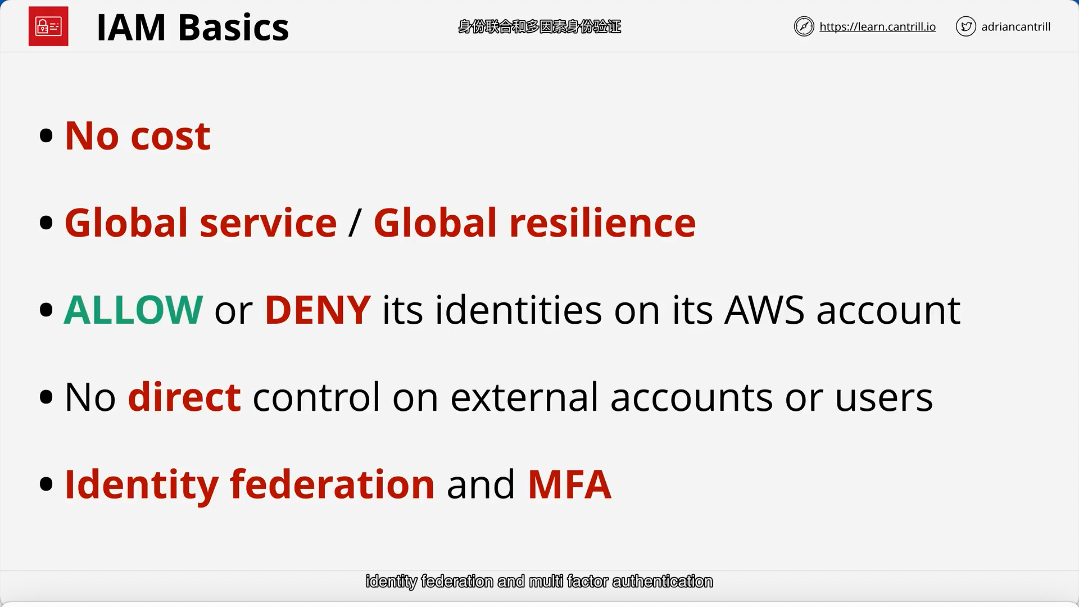 IAM Basics
身份联合和多因素身份验证
https://learn.cantrill.io
adriancantrill
• No cost
• Global service / Global resilience
• ALLOW or DENY its identities on its AWS account
• No direct control on external accounts or users
• Identity federation and MFA
identity federation and multi factor authentication